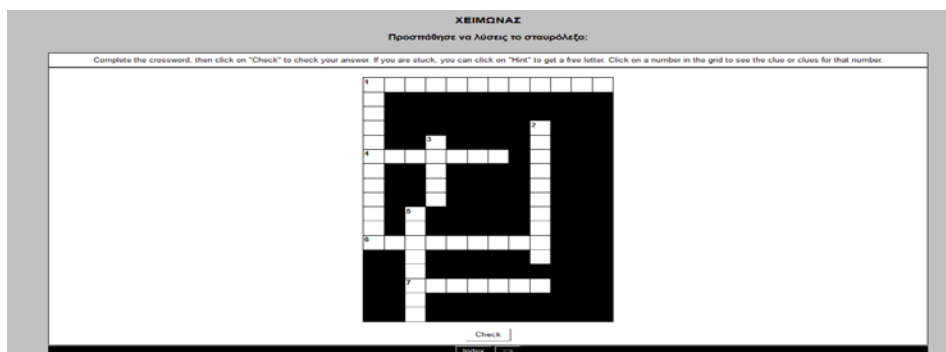 ΧΕΙΜΩΝΑΣ
Προσπάθησε να λύσεις το σταυρόλεξο:
Complete the crossword, then click on "Check" to check your answer. If you are stuck, you can click on "Hint" to get a free letter. Click on a number in the grid to see the clue or clues for that number.
1
2
3
4
5
6
7
Check
Index =>